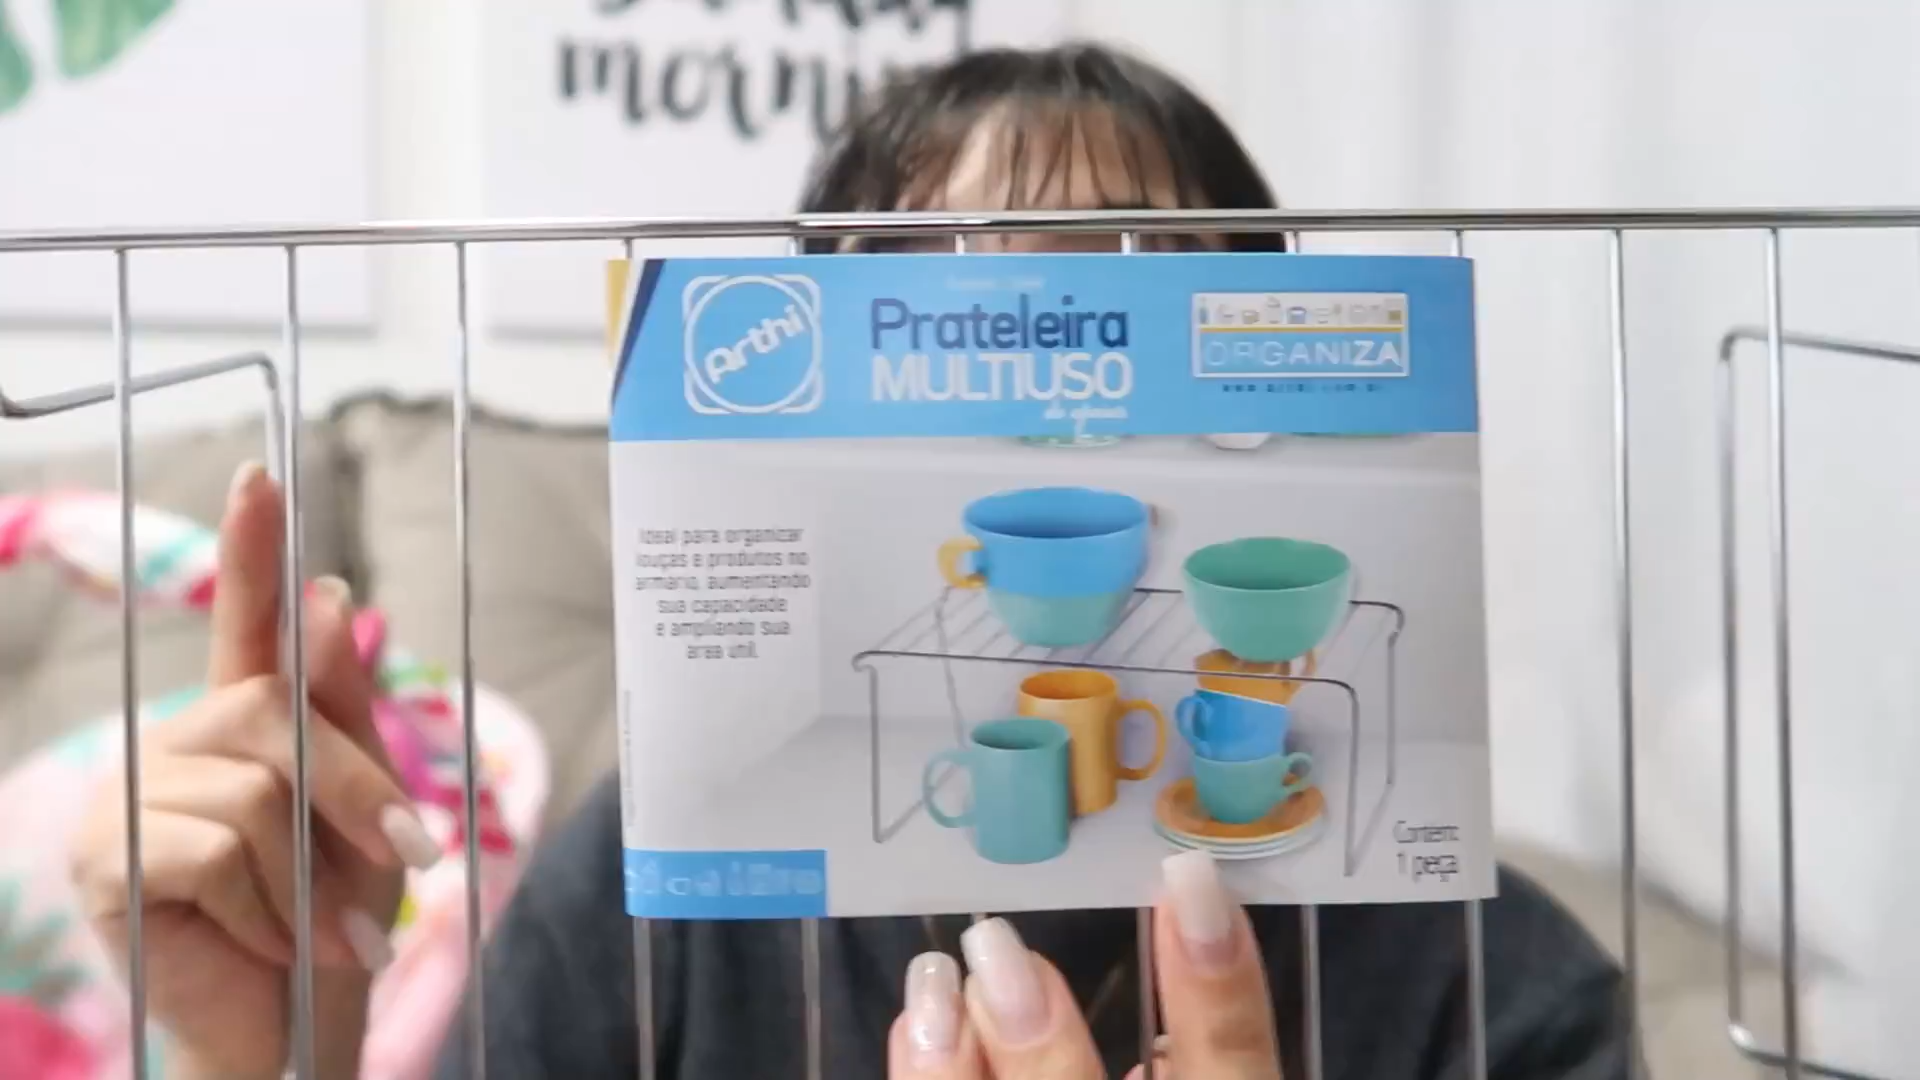 morni
Arthi
Prateleira
MULTIUSO
ORGANIZA
Ideal para organizar
louças e produtos no
armário, aumentando
sua capacidade
e ampliando sua
área útil.
Contém:
1 peça